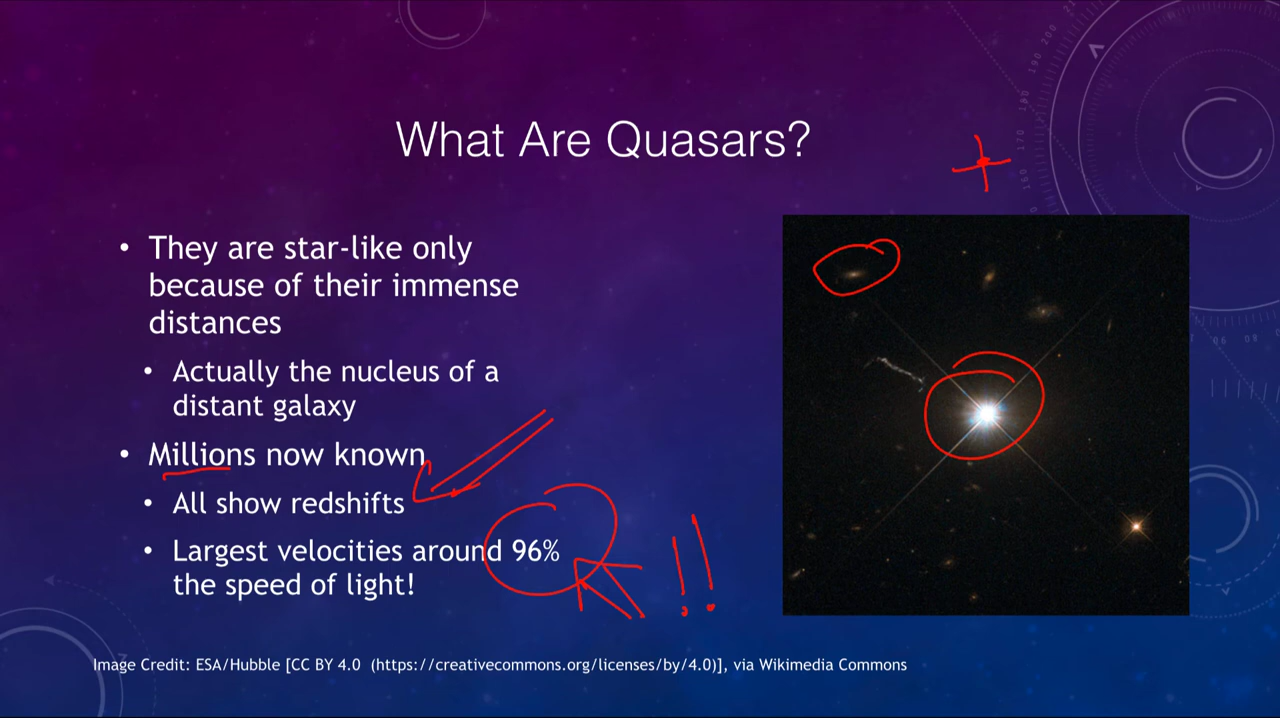 What Are Quasars?
• They are star-like only
because of their immense
distances
• Actually the nucleus of a
distant galaxy
• Millions now known
• All show redshifts
• Largest velocities around 96%
the speed of light!
!!
Image Credit: ESA/Hubble [CC BY 4.0 (https://creativecommons.org/licenses/by/4.0)], via Wikimedia Commons